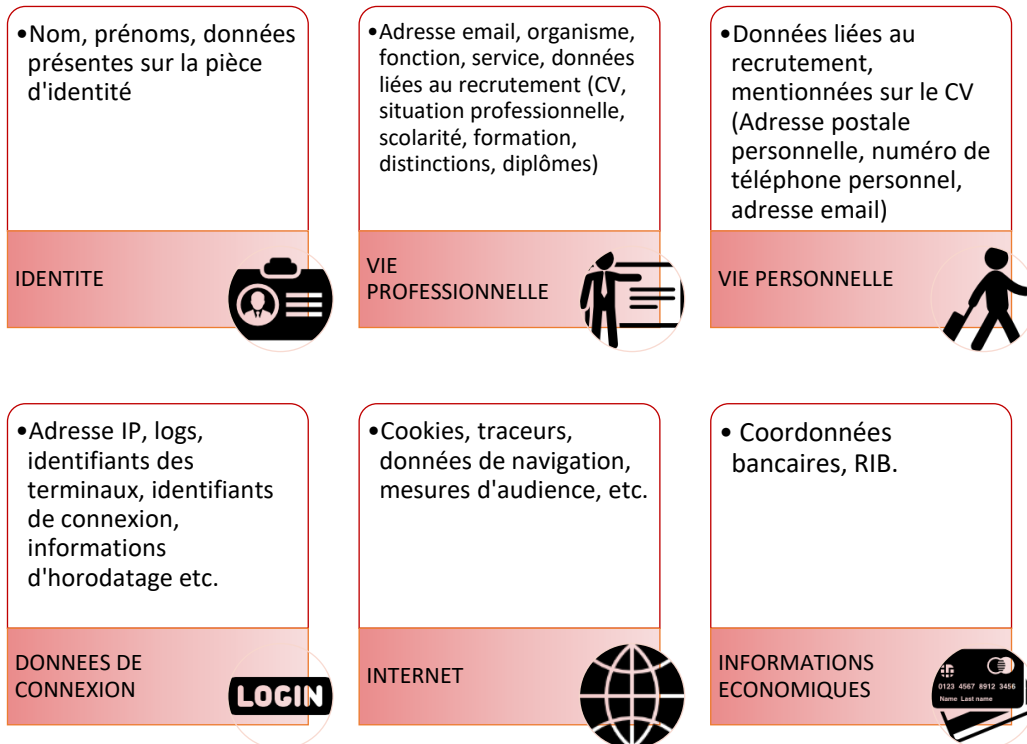 •Nom, prénoms, données
présentes sur la pièce
d'identité
IDENTITE
•Adresse email, organisme,
fonction, service, données
liées au recrutement (CV,
situation professionnelle,
scolarité, formation,
distinctions, diplômes)
VIE
PROFESSIONNELLE
•Données liées au
recrutement,
mentionnées sur le CV
(Adresse postale
personnelle, numéro de
téléphone personnel,
adresse email)
VIE PERSONNELLE
•Adresse IP, logs,
identifiants des
terminaux, identifiants
de connexion,
informations
d'horodatage etc.
DONNEES DE
CONNEXION
LOGIN
•Cookies, traceurs,
données de navigation,
mesures d'audience, etc.
INTERNET
• Coordonnées
bancaires, RIB.
INFORMATIONS
ECONOMIQUES
0123 4567 8912 3456
Name Last name